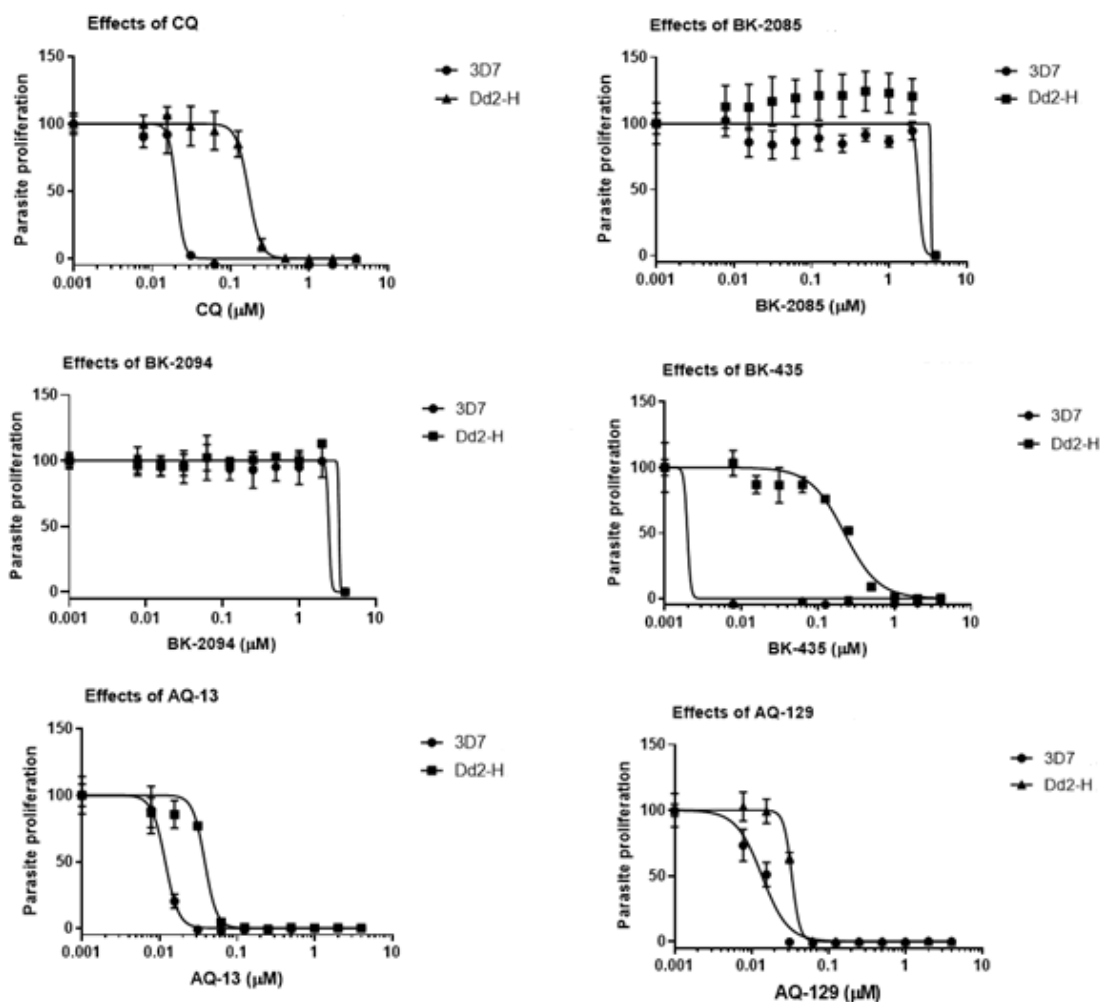 Effects of CQ
150
100
50
0
Parasite proliferation
0.001
0.01
0.1
1
10
CQ (μM)
3D7
Dd2-H
Effects of BK-2085
150
100
50
0
Parasite proliferation
0.001
0.01
0.1
1
10
BK-2085 (μM)
3D7
Dd2-H
Effects of BK-2094
150
100
50
0
Parasite proliferation
0.001
0.01
0.1
1
10
BK-2094 (μM)
3D7
Dd2-H
Effects of BK-435
150
100
50
0
Parasite proliferation
0.001
0.01
0.1
1
10
BK-435 (μM)
3D7
Dd2-H
Effects of AQ-13
150
100
50
0
Parasite proliferation
0.001
0.01
0.1
1
10
AQ-13 (μM)
3D7
Dd2-H
Effects of AQ-129
150
100
50
0
Parasite proliferation
0.001
0.01
0.1
1
10
AQ-129 (μM)
3D7
Dd2-H